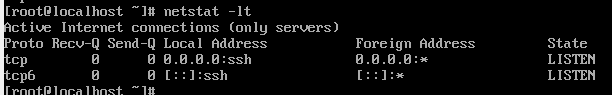 [root@localhost ~]# netstat -lt
Active Internet connections (only servers)
Proto Recv-Q Send-Q Local Address           Foreign Address         State
tcp        0      0 0.0.0.0:ssh             0.0.0.0:*               LISTEN
tcp6       0      0 [::]:ssh                [::]:*                  LISTEN
[root@localhost ~]#